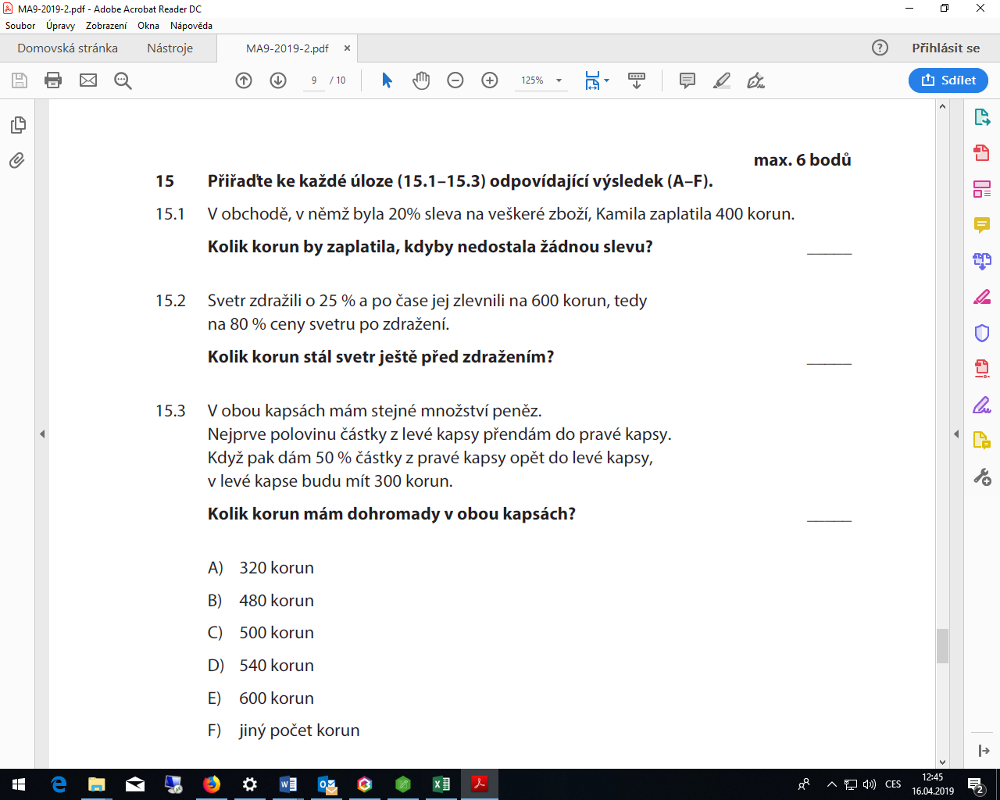 MA9-2019-2.pdf - Adobe Acrobat Reader DC
Soubor Úpravy Zobrazení Okna Nápověda
Domovská stránka Nástroje MA9-2019-2.pdf × Přihlásit se
9 / 10 125% Sdílet
max. 6 bodů
15 Přiřaďte ke každé úloze (15.1–15.3) odpovídající výsledek (A–F).
15.1 V obchodě, v němž byla 20% sleva na veškeré zboží, Kamila zaplatila 400 korun.
Kolik korun by zaplatila, kdyby nedostala žádnou slevu? _____
15.2 Svetr zdražili o 25 % a po čase jej zlevnili na 600 korun, tedy
na 80 % ceny svetru po zdražení.
Kolik korun stál svetr ještě před zdražením? _____
15.3 V obou kapsách mám stejné množství peněz.
Nejprve polovinu částky z levé kapsy přendám do pravé kapsy.
Když pak dám 50 % částky z pravé kapsy opět do levé kapsy,
v levé kapse budu mít 300 korun.
Kolik korun mám dohromady v obou kapsách? _____
A) 320 korun
B) 480 korun
C) 500 korun
D) 540 korun
E) 600 korun
F) jiný počet korun
CES 12:45
16.04.2019 2